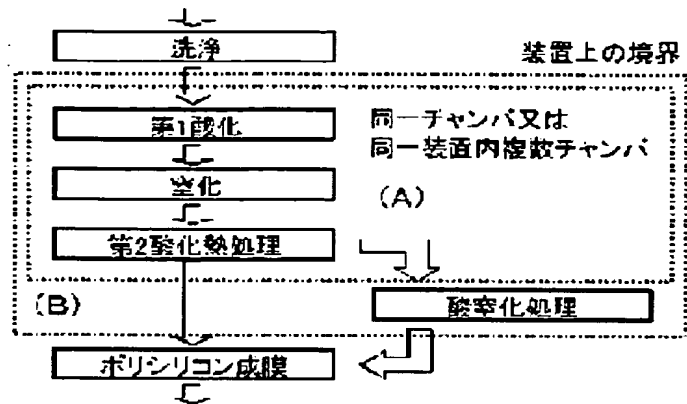 洗浄
装置上の境界
第1酸化
同一チャンバ又は
同一装置内複数チャンバ
窒化
(A)
第2酸化熱処理
(B)
酸窒化処理
ポリシリコン成膜